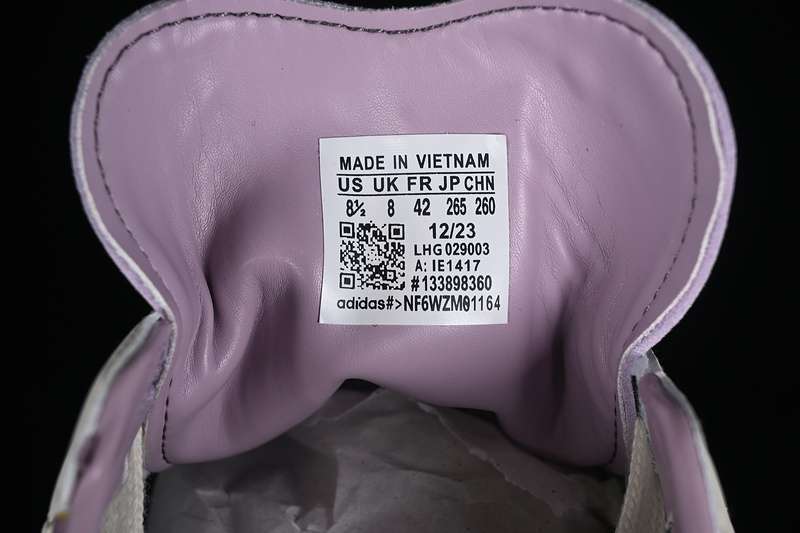 MADE IN VIETNAM
US UK FR JP CHN
8½ 8 42 265 260
12/23
LHG 029003
A: IE1417
#133898360
adidas#>NF6WZM01164